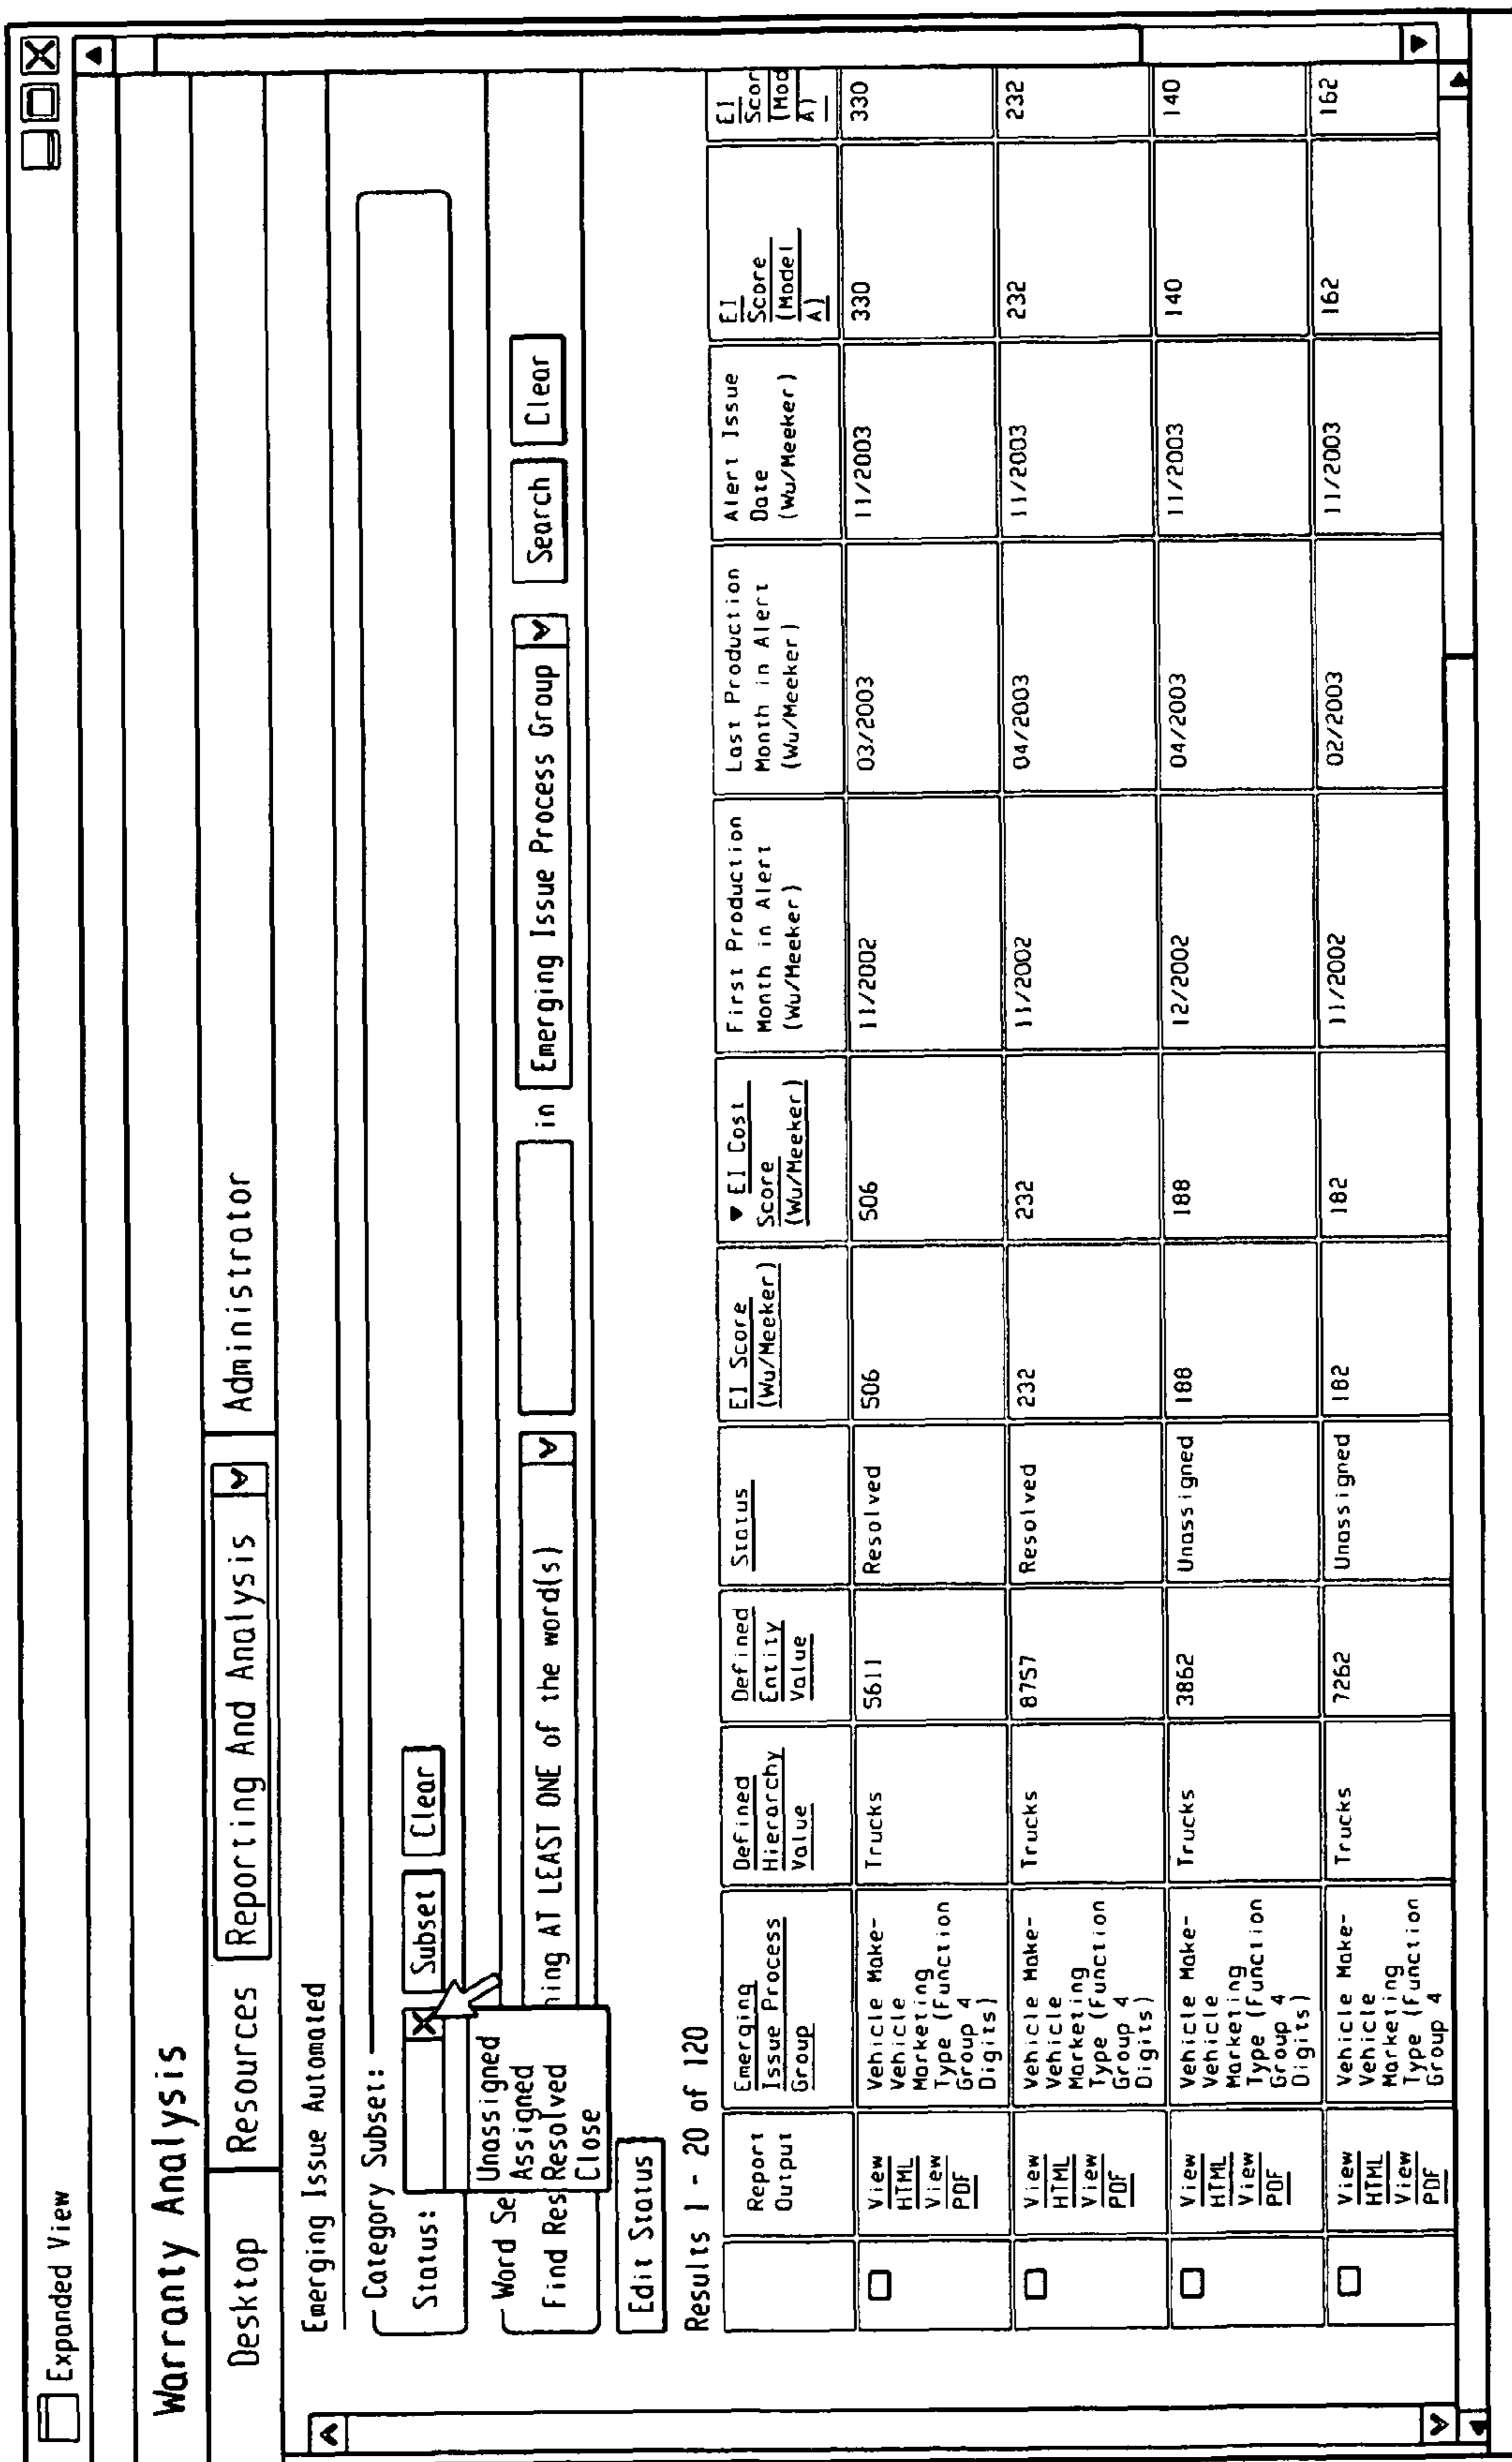 Expanded View
Warranty Analysis
Desktop Resources Reporting And Analysis Administrator
Emerging Issue Automated
Category Subset:
Status: Subset Clear
Unassigned
Assigned
Resolved
Close
Word Se
Find Res ning AT LEAST ONE of the word(s) in Emerging Issue Process Group Search Clear
Edit Status
Results 1 - 20 of 120
Report Emerging Defined Defined Status EI Score ▼ EI Cost First Production Last Production Alert Issue EI EI
Output Issue Process Hierarchy Entity (Wu/Meeker) Score Month in Alert Month in Alert Date Score Scor
Group Value Value (Wu/Meeker) (Wu/Meeker) (Wu/Meeker) (Wu/Meeker) (Model (Mod
A) A)
View Vehicle Make- Trucks 5611 Resolved 506 506 11/2002 03/2003 11/2003 330 330
HTML Vehicle
View Marketing
PDF Type (Function
Group 4
Digits)
View Vehicle Make- Trucks 8757 Resolved 232 232 11/2002 04/2003 11/2003 232 232
HTML Vehicle
View Marketing
PDF Type (Function
Group 4
Digits)
View Vehicle Make- Trucks 3862 Unassigned 188 188 12/2002 04/2003 11/2003 140 140
HTML Vehicle
View Marketing
PDF Type (Function
Group 4
Digits)
View Vehicle Make- Trucks 7262 Unassigned 182 182 11/2002 02/2003 11/2003 162 162
HTML Vehicle
View Marketing
PDF Type (Function
Group 4